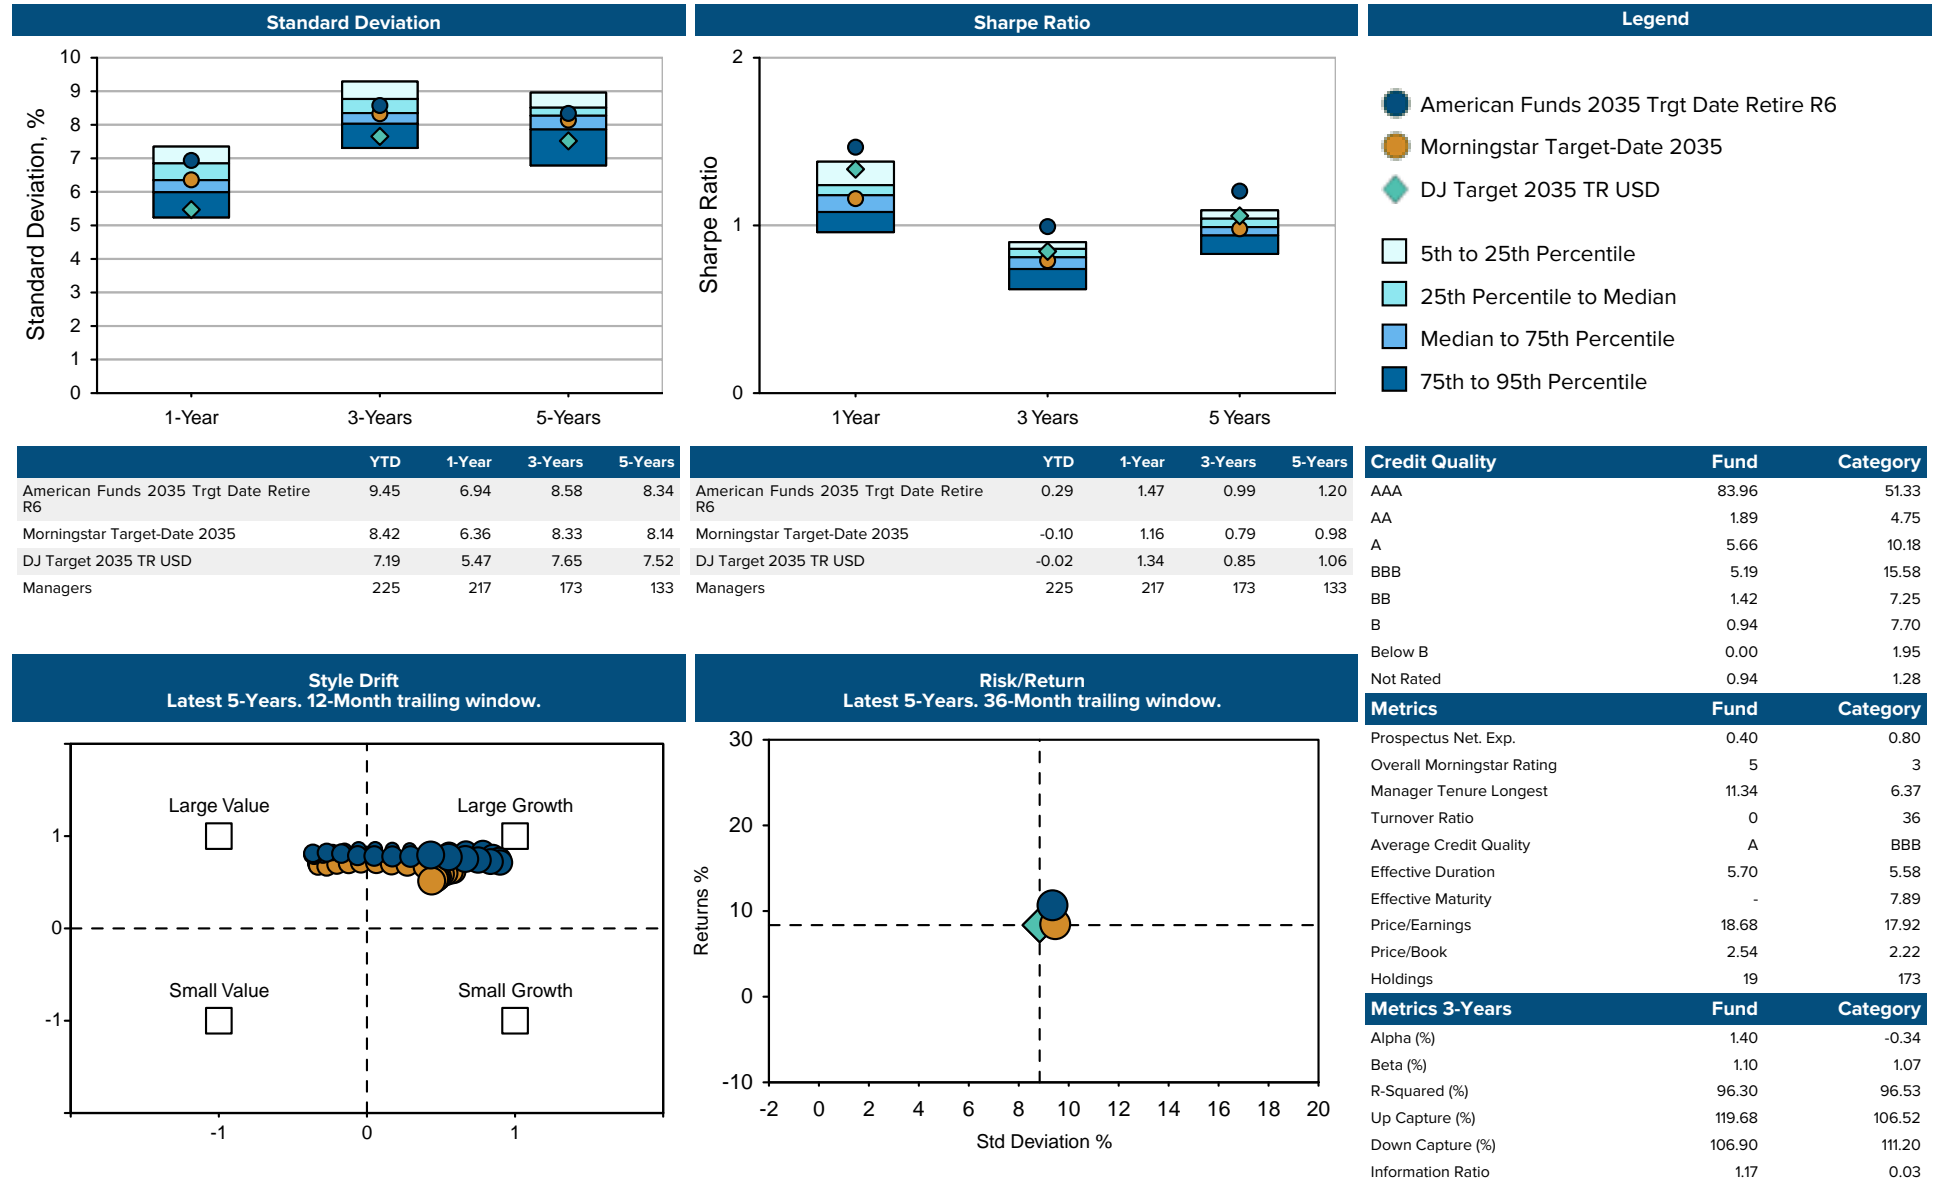 Standard Deviation
10
9
8
7
6
5
4
3
2
1
0
Standard Deviation, %
1-Year 3-Years 5-Years
Sharpe Ratio
2
1
0
Sharpe Ratio
1Year 3 Years 5 Years
Legend
American Funds 2035 Trgt Date Retire R6
Morningstar Target-Date 2035
DJ Target 2035 TR USD
5th to 25th Percentile
25th Percentile to Median
Median to 75th Percentile
75th to 95th Percentile
YTD 1-Year 3-Years 5-Years
American Funds 2035 Trgt Date Retire 9.45 6.94 8.58 8.34
R6
Morningstar Target-Date 2035 8.42 6.36 8.33 8.14
DJ Target 2035 TR USD 7.19 5.47 7.65 7.52
Managers 225 217 173 133
YTD 1-Year 3-Years 5-Years
American Funds 2035 Trgt Date Retire 0.29 1.47 0.99 1.20
R6
Morningstar Target-Date 2035 -0.10 1.16 0.79 0.98
DJ Target 2035 TR USD -0.02 1.34 0.85 1.06
Managers 225 217 173 133
Credit Quality Fund Category
AAA 83.96 51.33
AA 1.89 4.75
A 5.66 10.18
BBB 5.19 15.58
BB 1.42 7.25
B 0.94 7.70
Below B 0.00 1.95
Not Rated 0.94 1.28
Metrics Fund Category
Prospectus Net. Exp. 0.40 0.80
Overall Morningstar Rating 5 3
Manager Tenure Longest 11.34 6.37
Turnover Ratio 0 36
Average Credit Quality A BBB
Effective Duration 5.70 5.58
Effective Maturity - 7.89
Price/Earnings 18.68 17.92
Price/Book 2.54 2.22
Holdings 19 173
Metrics 3-Years Fund Category
Alpha (%) 1.40 -0.34
Beta (%) 1.10 1.07
R-Squared (%) 96.30 96.53
Up Capture (%) 119.68 106.52
Down Capture (%) 106.90 111.20
Information Ratio 1.17 0.03
Style Drift
Latest 5-Years. 12-Month trailing window.
Large Value Large Growth
1
0
Small Value Small Growth
-1
-1 0 1
Risk/Return
Latest 5-Years. 36-Month trailing window.
30
20
10
0
-10
Returns %
-2 0 2 4 6 8 10 12 14 16 18 20
Std Deviation %